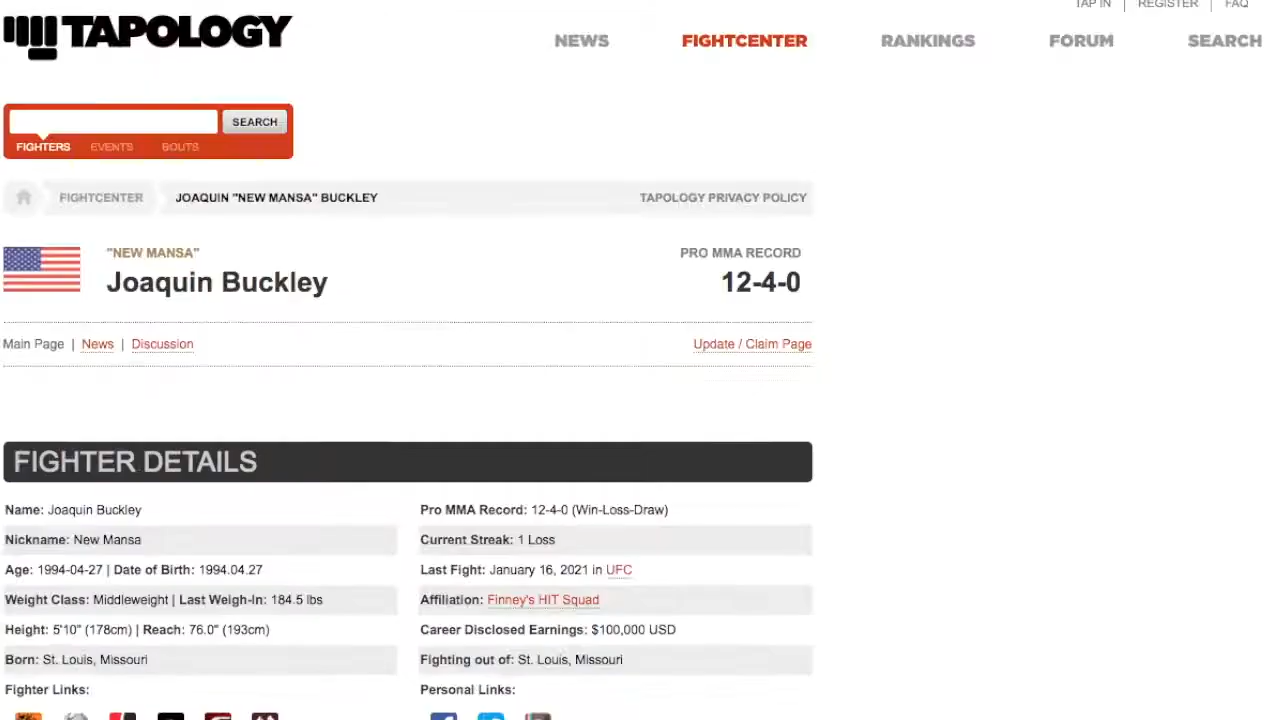 TAP IN | REGISTER | FAQ
TAPOLOGY
NEWS FIGHTCENTER RANKINGS FORUM SEARCH
SEARCH
FIGHTERS EVENTS BOUTS
FIGHTCENTER JOAQUIN "NEW MANSA" BUCKLEY TAPOLOGY PRIVACY POLICY
"NEW MANSA" PRO MMA RECORD
Joaquin Buckley 12-4-0
Main Page | News | Discussion Update / Claim Page
FIGHTER DETAILS
Name: Joaquin Buckley Pro MMA Record: 12-4-0 (Win-Loss-Draw)
Nickname: New Mansa Current Streak: 1 Loss
Age: 1994-04-27 | Date of Birth: 1994.04.27 Last Fight: January 16, 2021 in UFC
Weight Class: Middleweight | Last Weigh-In: 184.5 lbs Affiliation: Finney's HIT Squad
Height: 5'10" (178cm) | Reach: 76.0" (193cm) Career Disclosed Earnings: $100,000 USD
Born: St. Louis, Missouri Fighting out of: St. Louis, Missouri
Fighter Links: Personal Links: